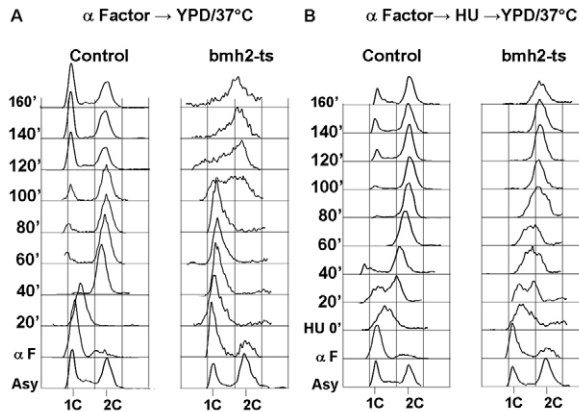 A
α Factor → YPD/37°C
Control
bmh2-ts
160'
140'
120'
100'
80'
60'
40'
20'
α F
Asy
1C 2C
1C 2C
B
α Factor → HU → YPD/37°C
Control
bmh2-ts
160'
140'
120'
100'
80'
60'
40'
20'
HU 0'
α F
Asy
1C 2C
1C 2C